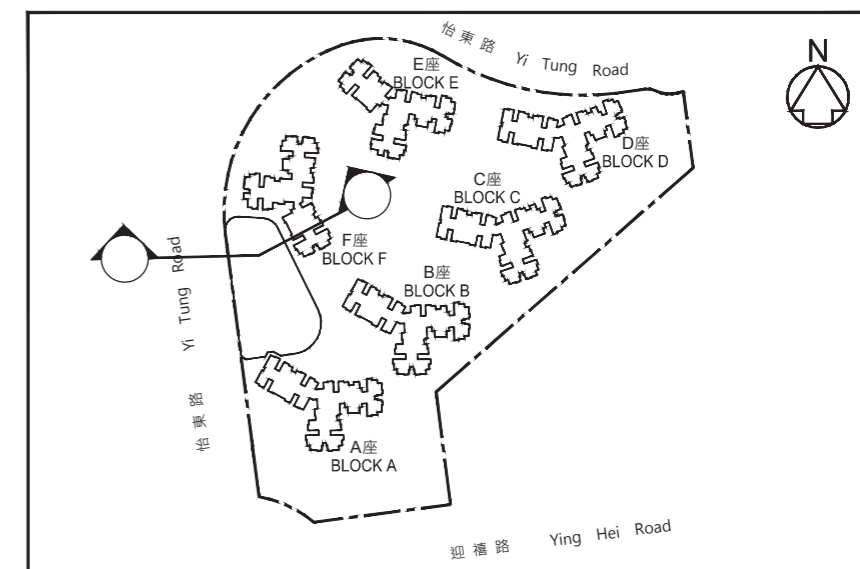 怡東路 Yi Tung Road
N
E座
BLOCK E
D座
BLOCK D
C座
BLOCK C
F座
BLOCK F
B座
BLOCK B
怡東路 Yi Tung Road
A座
BLOCK A
迎禧路 Ying Hei Road